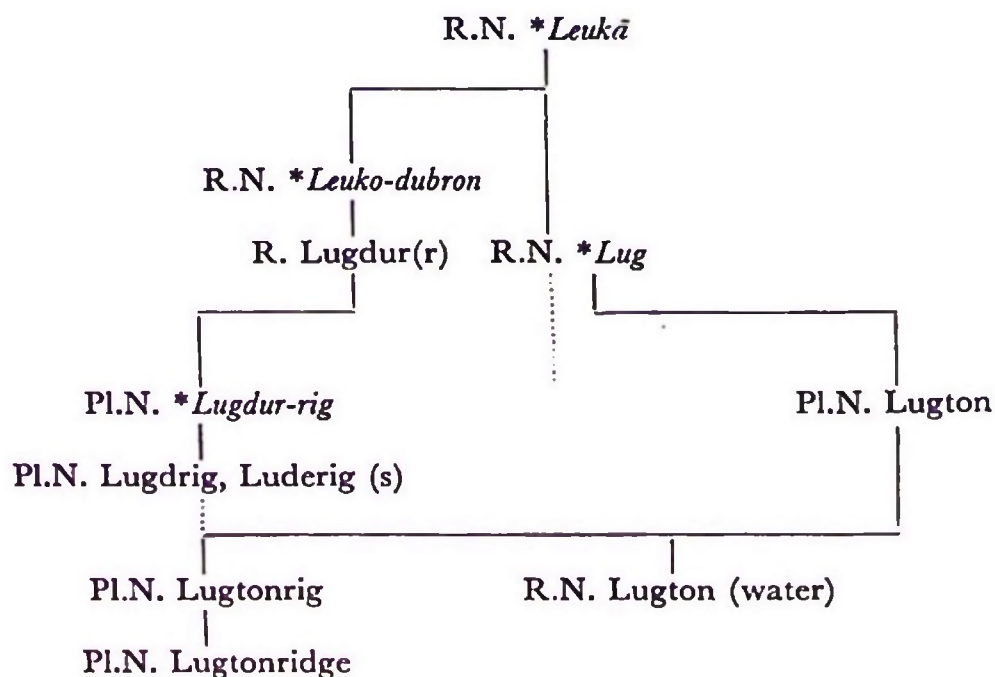 R.N. *Leukā
R.N. *Leuko-dubron
R. Lugdur(r) R.N. *Lug
Pl.N. *Lugdur-rig
Pl.N. Lugton
Pl.N. Lugdrig, Luderig (s)
Pl.N. Lugtonrig R.N. Lugton (water)
Pl.N. Lugtonridge